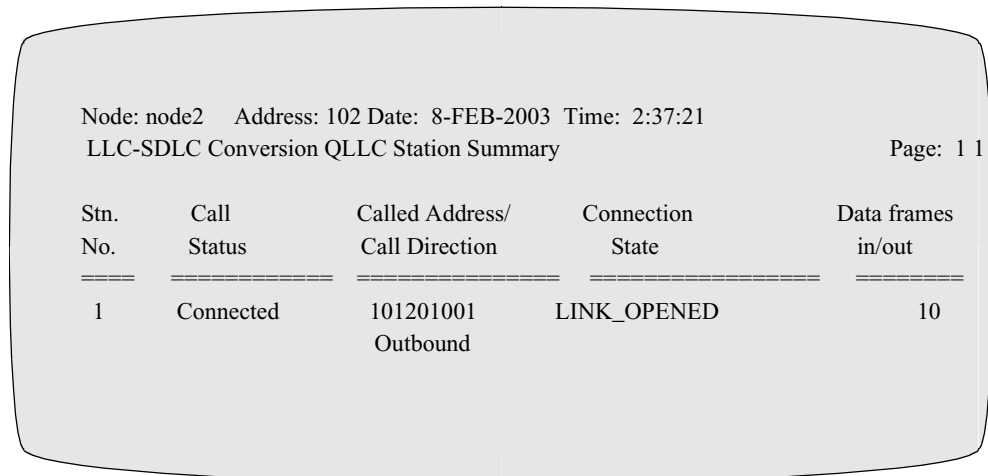 Node: node2 Address: 102 Date: 8-FEB-2003 Time: 2:37:21
LLC-SDLC Conversion QLLC Station Summary Page: 1 1
Stn. Call Called Address/ Connection Data frames
No. Status Call Direction State in/out
==== ============ =============== ================= ========
1 Connected 101201001 LINK_OPENED 10
Outbound